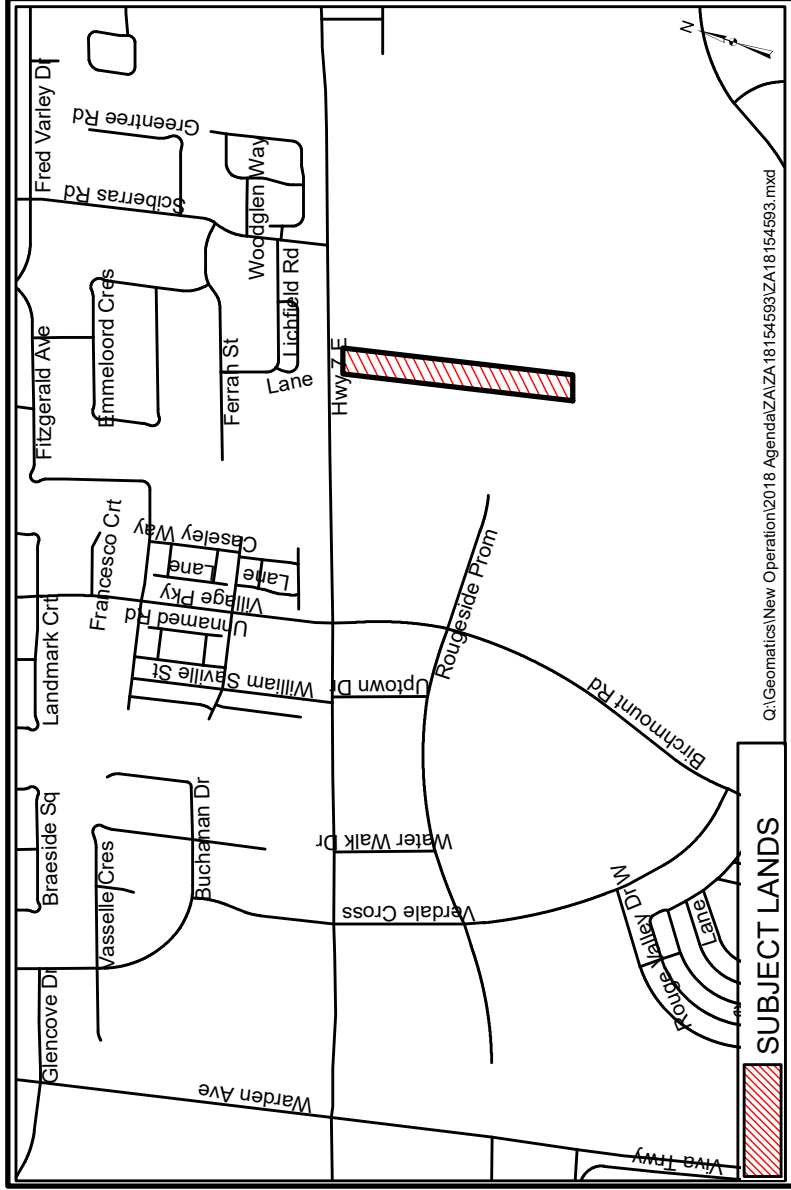 Fred Varley Dr
Greentree Rd
Sciberras Rd
Woodglen Way
Fitzgerald Ave
Emmeloord Cres
Ferrah St
Lichfield Rd
Lane
Hwy 7 E
Landmark Crt
Francesco Crt
Caseley Way
Lane
Lane
Village Pky
Unnamed Rd
William Saville St
Uptown Dr
Rougeside Prom
Birchmount Rd
Braeside Sq
Vasselle Cres
Buchanan Dr
Water Walk Dr
Verdale Cross
Glencove Dr
Warden Ave
Rouge Valley Dr W
Lane
Viva Trwy
N
Q:\Geomatics\New Operation\2018 Agenda\ZA\ZA18154593\ZA18154593.mxd
SUBJECT LANDS